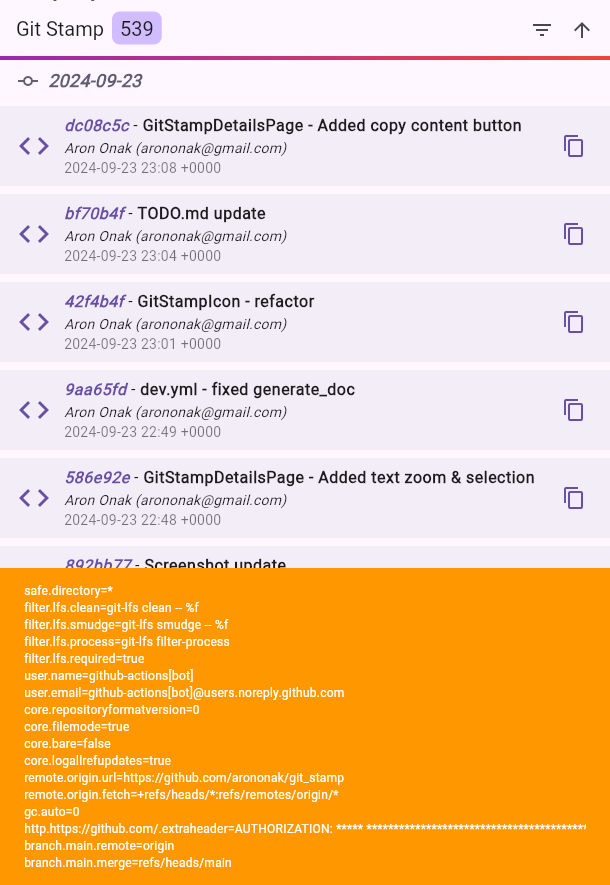 Git Stamp 539
2024-09-23
dc08c5c - GitStampDetailsPage - Added copy content button
Aron Onak (arononak@gmail.com)
2024-09-23 23:08 +0000
bf70b4f - TODO.md update
Aron Onak (arononak@gmail.com)
2024-09-23 23:04 +0000
42f4b4f - GitStampIcon - refactor
Aron Onak (arononak@gmail.com)
2024-09-23 23:01 +0000
9aa65fd - dev.yml - fixed generate_doc
Aron Onak (arononak@gmail.com)
2024-09-23 22:49 +0000
586e92e - GitStampDetailsPage - Added text zoom & selection
Aron Onak (arononak@gmail.com)
2024-09-23 22:48 +0000
892bb77 - Screenshot update
safe.directory=*
filter.lfs.clean=git-lfs clean -- %f
filter.lfs.smudge=git-lfs smudge -- %f
filter.lfs.process=git-lfs filter-process
filter.lfs.required=true
user.name=github-actions[bot]
user.email=github-actions[bot]@users.noreply.github.com
core.repositoryformatversion=0
core.filemode=true
core.bare=false
core.logallrefupdates=true
remote.origin.url=https://github.com/arononak/git_stamp
remote.origin.fetch=+refs/heads/*:refs/remotes/origin/*
gc.auto=0
http.https://github.com/.extraheader=AUTHORIZATION: ***** ******************************************
branch.main.remote=origin
branch.main.merge=refs/heads/main